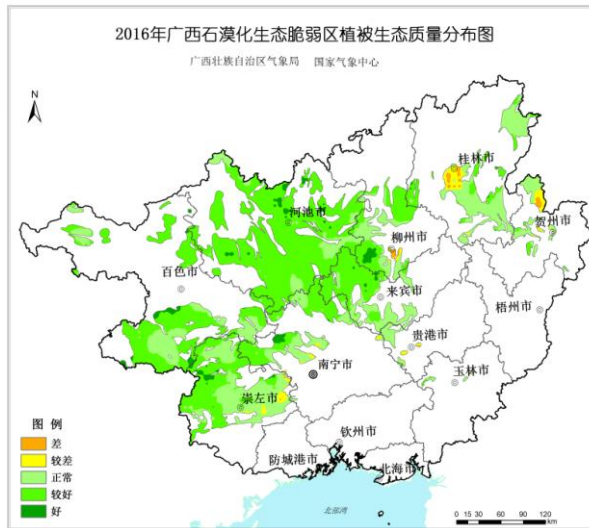 2016年广西石漠化生态脆弱区植被生态质量分布图
广西壮族自治区气象局 国家气象中心
N
桂林市
河池市
贺州市
柳州市
百色市
来宾市
梧州市
贵港市
南宁市
玉林市
崇左市
钦州市
防城港市
北海市
北部湾
图 例
差
较差
正常
较好
好
0 15 30 60 90 120
km